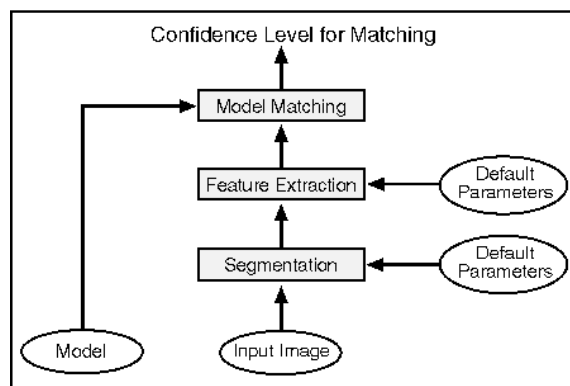 Confidence Level for Matching
Model Matching
Feature Extraction
Default
Parameters
Segmentation
Default
Parameters
Model
Input Image